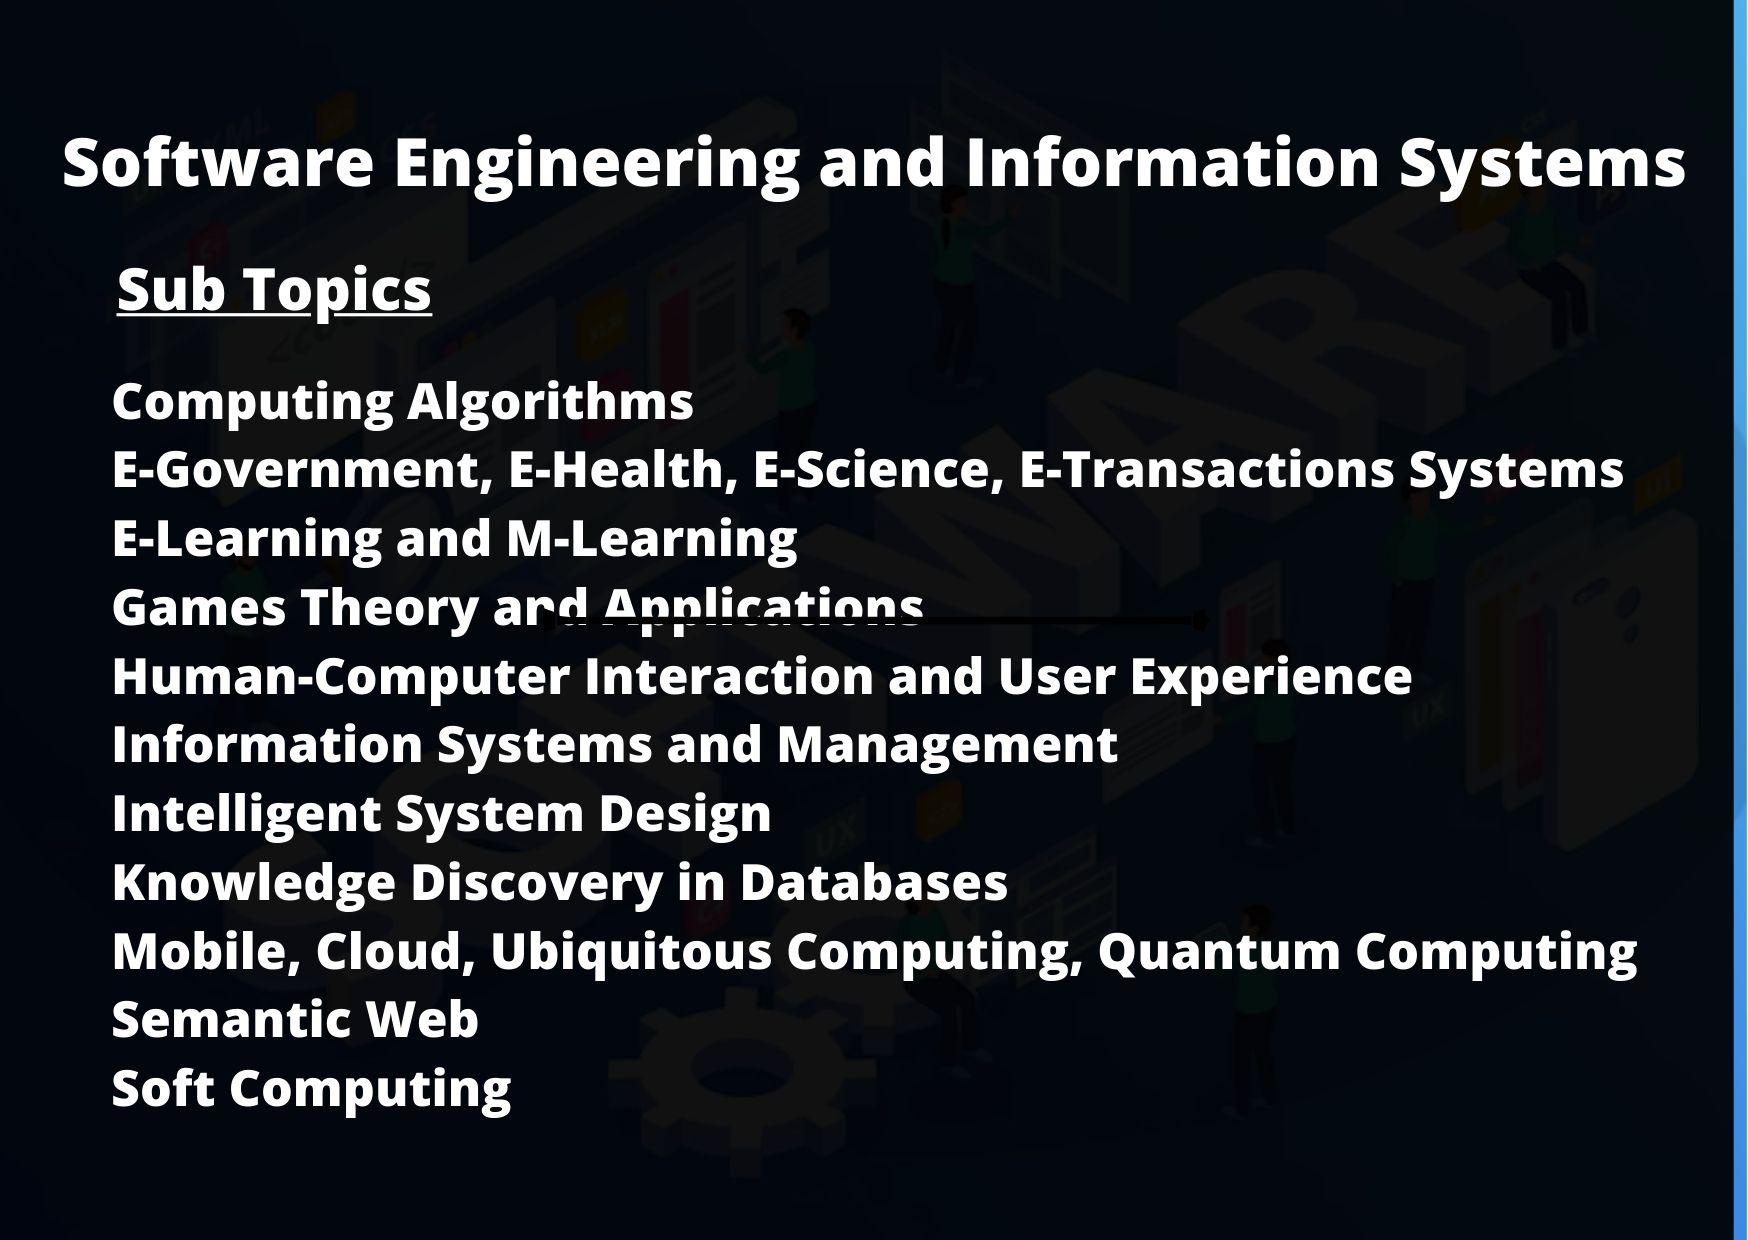 Software Engineering and Information Systems
Sub Topics
Computing Algorithms
E-Government, E-Health, E-Science, E-Transactions Systems
E-Learning and M-Learning
Games Theory and Applications
Human-Computer Interaction and User Experience
Information Systems and Management
Intelligent System Design
Knowledge Discovery in Databases
Mobile, Cloud, Ubiquitous Computing, Quantum Computing
Semantic Web
Soft Computing